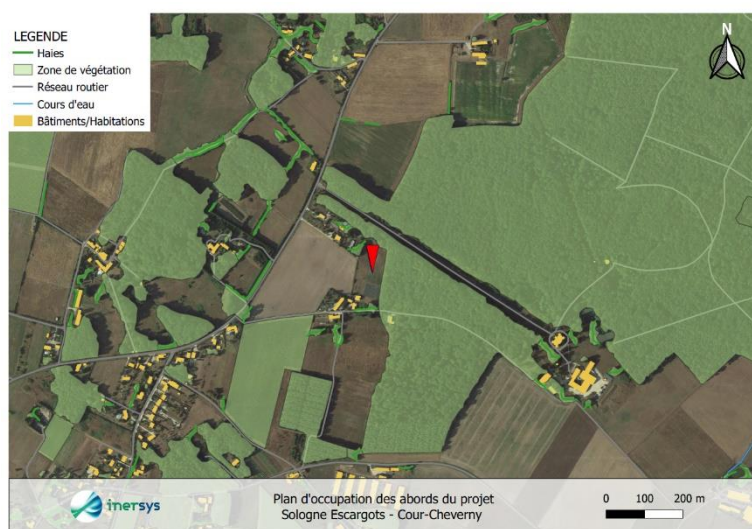 LEGENDE
Haies
Zone de végétation
Réseau routier
Cours d'eau
Bâtiments/Habitations
N
inersys
Plan d'occupation des abords du projet
Sologne Escargots - Cour-Cheverny
0 100 200 m